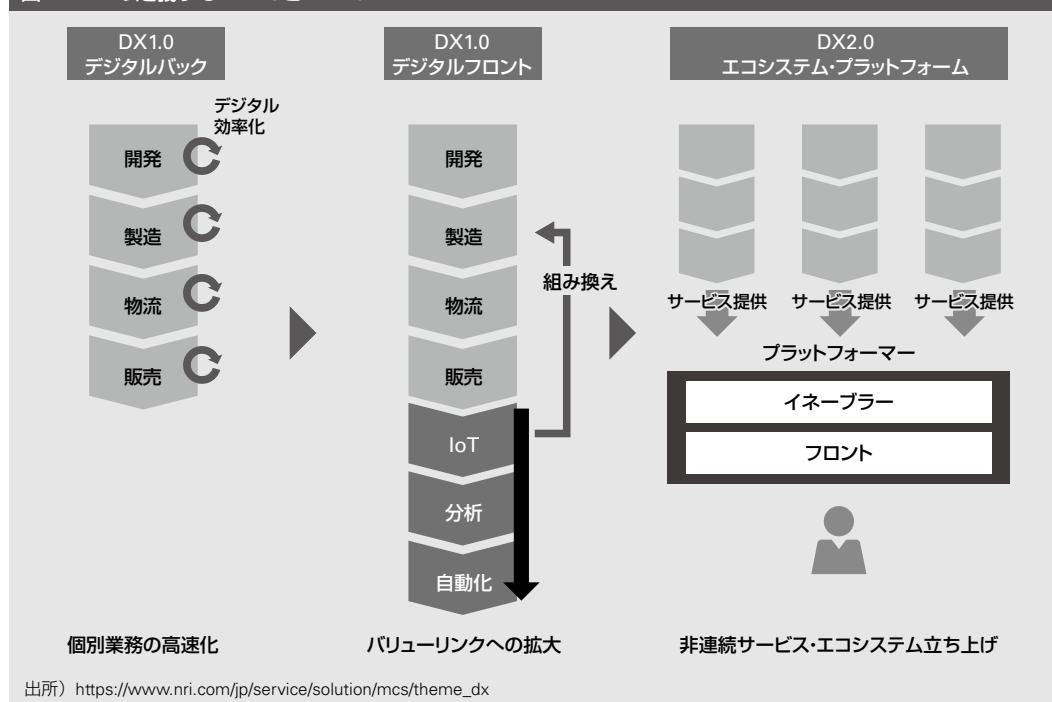 DX1.0
デジタルバック
デジタル
効率化
開発
製造
物流
販売
個別業務の高速化
DX1.0
デジタルフロント
開発
製造
組み換え
物流
販売
IoT
分析
自動化
バリューリンクへの拡大
DX2.0
エコシステム・プラットフォーム
サービス提供 サービス提供 サービス提供
プラットフォーマー
イネーブラー
フロント
非連続サービス・エコシステム立ち上げ
出所）https://www.nri.com/jp/service/solution/mcs/theme_dx